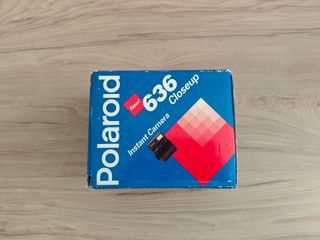 Polaroid
New!
636
Closeup
Instant Camera